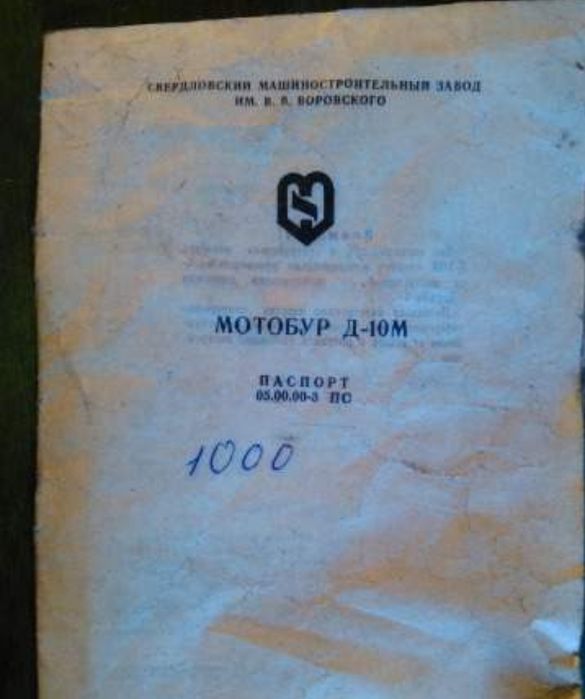 СВЕРДЛОВСКИЙ МАШИНОСТРОИТЕЛЬНЫЙ ЗАВОД
ИМ. В. В. ВОРОВСКОГО
МОТОБУР Д-10М
ПАСПОРТ
05.00.00-3 ПС
1000